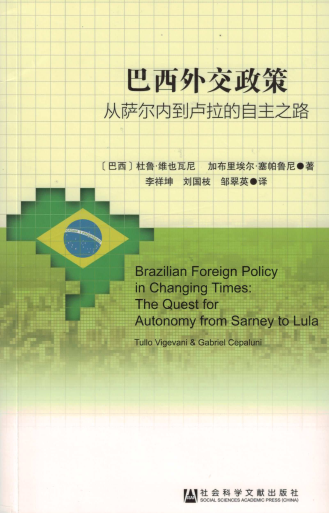 巴西外交政策
从萨尔内到卢拉的自主之路
〔巴西〕杜鲁·维也瓦尼 加布里埃尔·塞帕鲁尼●著
李祥坤 刘国枝 邹翠英●译
Brazilian Foreign Policy
in Changing Times:
The Quest for
Autonomy from Sarney to Lula
Tullo Vigevani & Gabriel Cepaluni
社会科学文献出版社
SOCIAL SCIENCES ACADEMIC PRESS (CHINA)